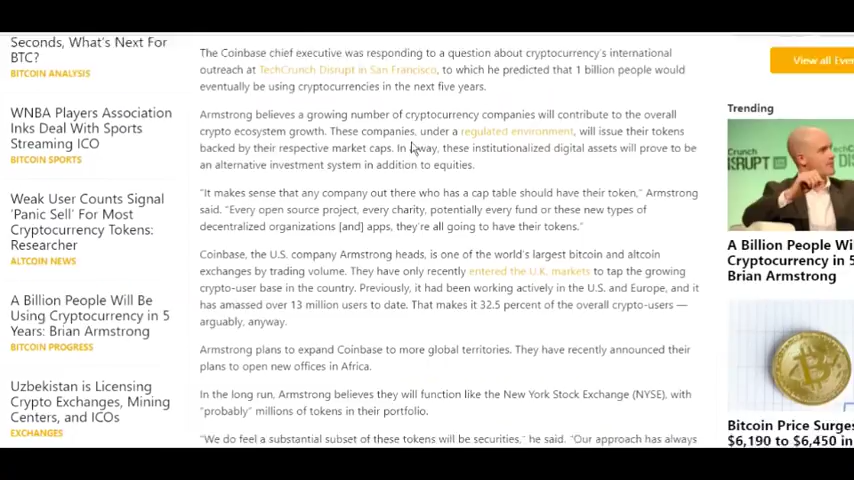 Seconds, What's Next For
BTC?
BITCOIN ANALYSIS
WNBA Players Association
Inks Deal With Sports
Streaming ICO
BITCOIN SPORTS
Weak User Counts Signal
'Panic Sell' For Most
Cryptocurrency Tokens:
Researcher
ALTCOIN NEWS
A Billion People Will Be
Using Cryptocurrency in 5
Years: Brian Armstrong
BITCOIN PROGRESS
Uzbekistan is Licensing
Crypto Exchanges, Mining
Centers, and ICOs
EXCHANGES
The Coinbase chief executive was responding to a question about cryptocurrency's international
outreach at TechCrunch Disrupt in San Francisco, to which he predicted that 1 billion people would
eventually be using cryptocurrencies in the next five years.
Armstrong believes a growing number of cryptocurrency companies will contribute to the overall
crypto ecosystem growth. These companies, under a regulated environment, will issue their tokens
backed by their respective market caps. In way, these institutionalized digital assets will prove to be
an alternative investment system in addition to equities.
"It makes sense that any company out there who has a cap table should have their token," Armstrong
said. "Every open source project, every charity, potentially every fund or these new types of
decentralized organizations [and] apps, they're all going to have their tokens."
Coinbase, the U.S. company Armstrong heads, is one of the world's largest bitcoin and altcoin
exchanges by trading volume. They have only recently entered the U.K. markets to tap the growing
crypto-user base in the country. Previously, it had been working actively in the U.S. and Europe, and it
has amassed over 13 million users to date. That makes it 32.5 percent of the overall crypto-users —
arguably, anyway.
Armstrong plans to expand Coinbase to more global territories. They have recently announced their
plans to open new offices in Africa.
In the long run, Armstrong believes they will function like the New York Stock Exchange (NYSE), with
"probably" millions of tokens in their portfolio.
"We do feel a substantial subset of these tokens will be securities," he said. "Our approach has always
View all Eve
Trending
SRUPT
A Billion People Wi
Cryptocurrency in 5
Brian Armstrong
Bitcoin Price Surge
$6,190 to $6,450 in